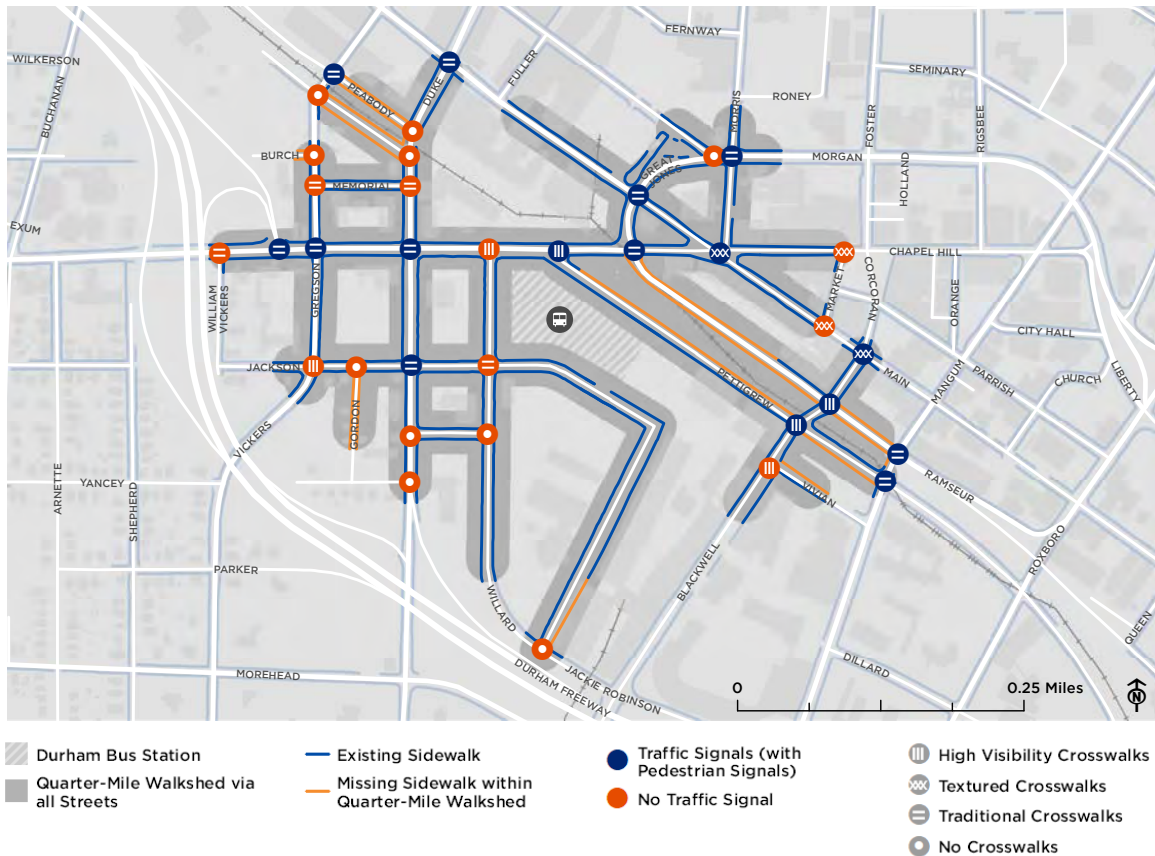 FERNWAY
WILKERSON
FULLER
SEMINARY
BUCHANAN
PEABODY
DUKE
RONEY
MORRIS
FOSTER
RIGSBEE
BURCH
MORGAN
GREAT
JONES
HOLLAND
MEMORIAL
EXUM
CHAPEL HILL
WILLIAM
VICKERS
GREGSON
MARKET
CORCORAN
ORANGE
CITY HALL
JACKSON
PETTIGREW
MAIN
MANGUM
PARRISH
CHURCH
LIBERTY
GORDON
VICKERS
ARNETTE
SHEPHERD
YANCEY
VIVIAN
RAMSEUR
BLACKWELL
ROXBORO
PARKER
WILLARD
QUEEN
MOREHEAD
DURHAM FREEWAY
JACKIE ROBINSON
DILLARD
0
0.25 Miles
N
Durham Bus Station
Quarter-Mile Walkshed via
all Streets
Existing Sidewalk
Missing Sidewalk within
Quarter-Mile Walkshed
Traffic Signals (with
Pedestrian Signals)
No Traffic Signal
High Visibility Crosswalks
Textured Crosswalks
Traditional Crosswalks
No Crosswalks